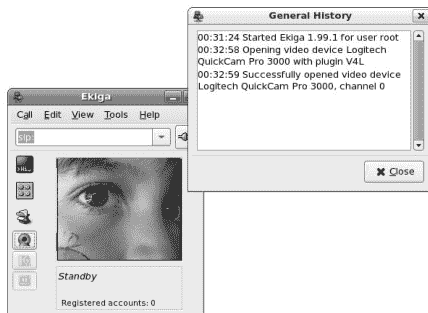 General History
00:31:24 Started Ekiga 1.99.1 for user root
00:32:58 Opening video device Logitech
QuickCam Pro 3000 with plugin V4L
00:32:59 Successfully opened video device
Logitech QuickCam Pro 3000, channel 0
Close
Ekiga
Call Edit View Tools Help
sip:
Standby
Registered accounts: 0